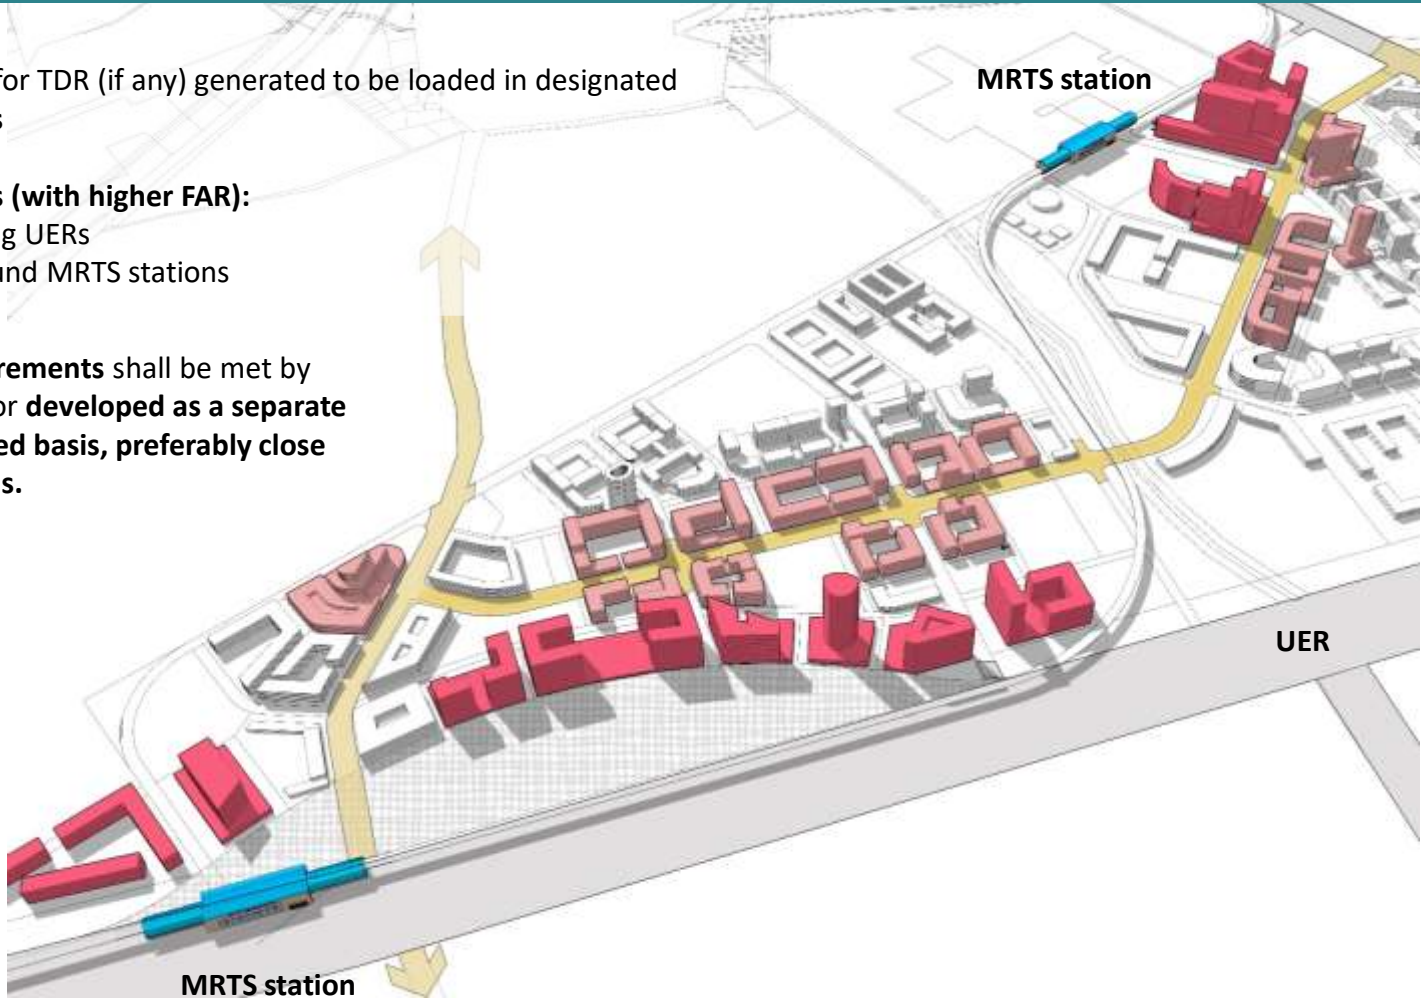 for TDR (if any) generated to be loaded in designated
s
s (with higher FAR):
g UERs
und MRTS stations
rements shall be met by
or developed as a separate
ed basis, preferably close
s.
MRTS station
UER
MRTS station